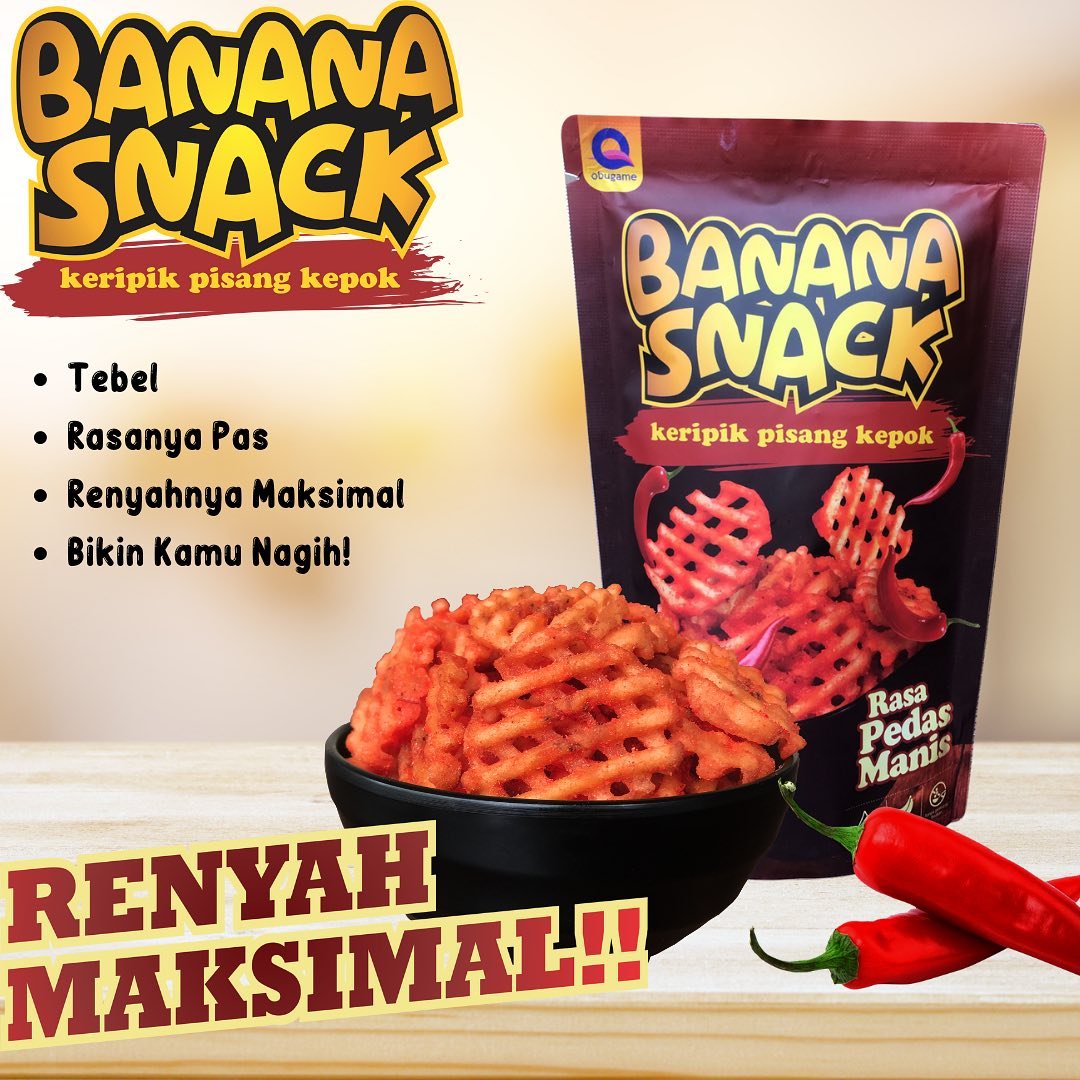 BANANA
SNACK
keripik pisang kepok
• Tebel
• Rasanya Pas
• Renyahnya Maksimal
• Bikin Kamu Nagih!
obugame
BANANA
SNACK
keripik pisang kepok
Rasa
Pedas
Manis
RENYAH
MAKSIMAL!!